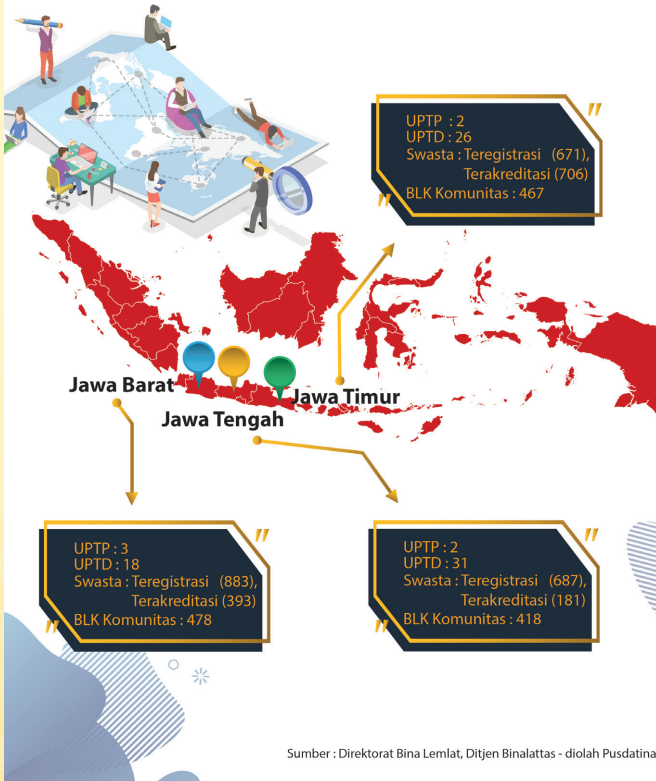 UPTP : 2
UPTD : 26
Swasta : Teregistrasi (671),
Terakreditasi (706)
BLK Komunitas : 467
Jawa Barat
Jawa Timur
Jawa Tengah
UPTP : 3
UPTD : 18
Swasta : Teregistrasi (883),
Terakreditasi (393)
BLK Komunitas : 478
UPTP : 2
UPTD : 31
Swasta : Teregistrasi (687),
Terakreditasi (181)
BLK Komunitas : 418
Sumber : Direktorat Bina Lemlat, Ditjen Binalattas - diolah Pusdatina